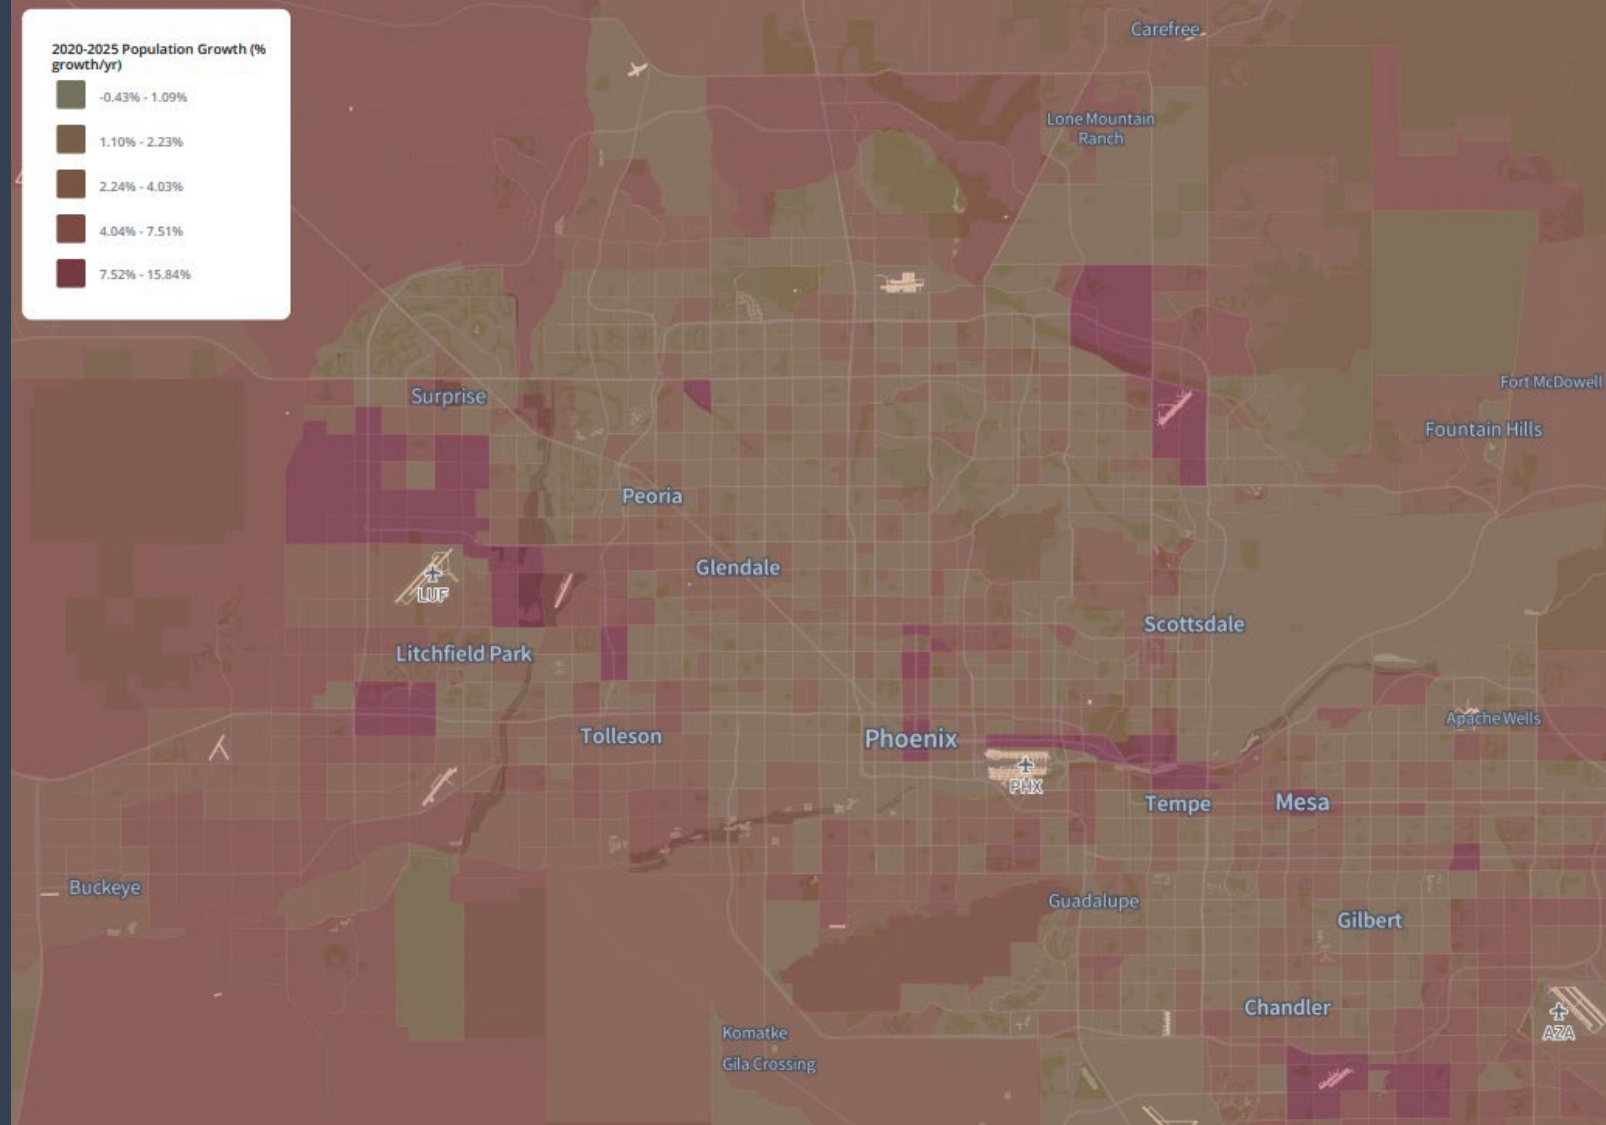 2020-2025 Population Growth (%
growth/yr)
-0.43% - 1.09%
1.10% - 2.23%
2.24% - 4.03%
4.04% - 7.51%
7.52% - 15.84%
Carefree
Lone Mountain
Ranch
Fort McDowell
Surprise
Fountain Hills
Peoria
Glendale
LUF
Scottsdale
Litchfield Park
Apache Wells
Tolleson
Phoenix
PHX
Tempe
Mesa
Buckeye
Guadalupe
Gilbert
Chandler
AZA
Komatke
Gila Crossing